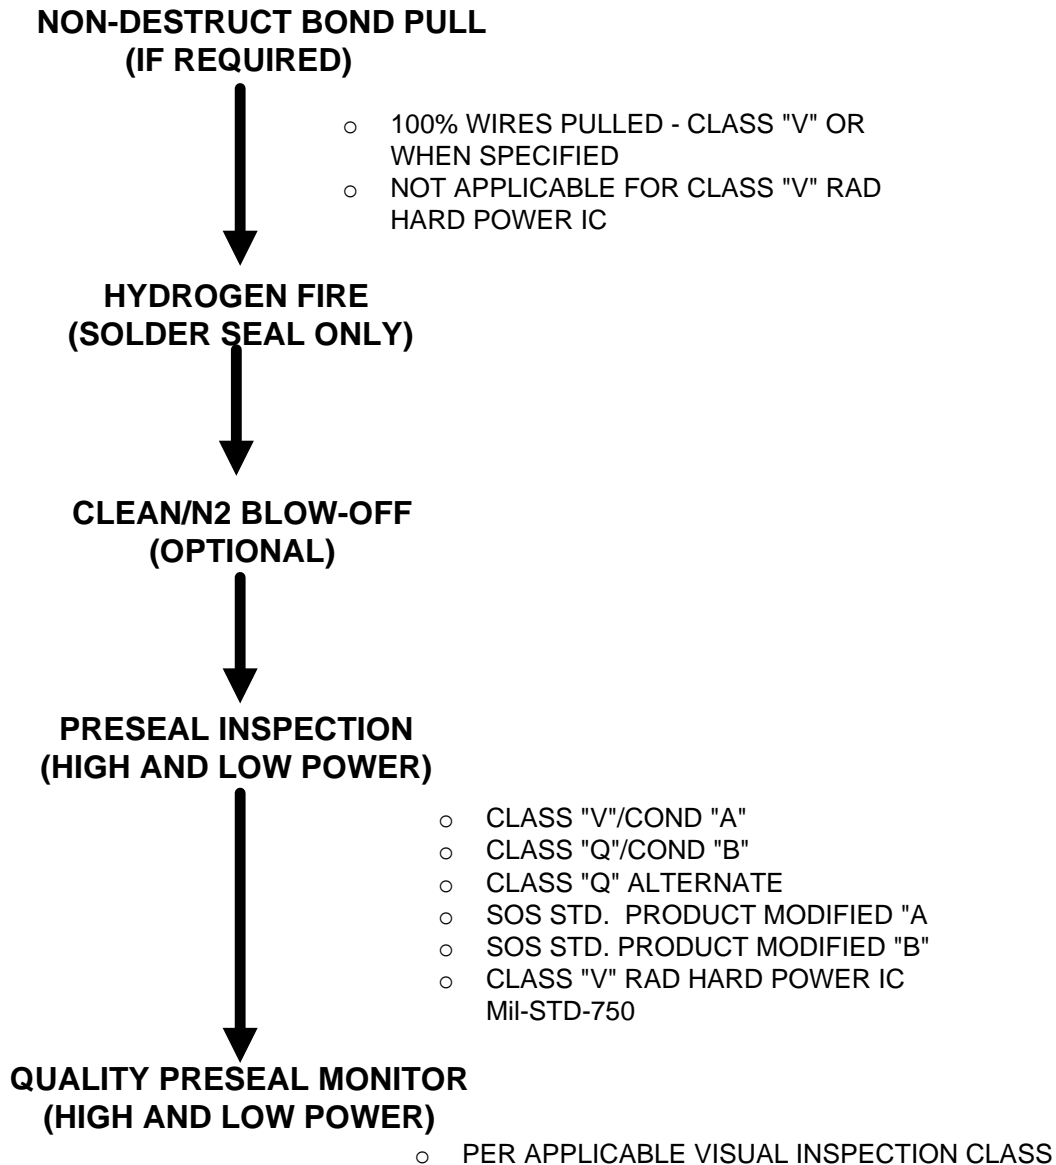 NON-DESTRUCT BOND PULL
(IF REQUIRED)
○ 100% WIRES PULLED - CLASS "V" OR
WHEN SPECIFIED
○ NOT APPLICABLE FOR CLASS "V" RAD
HARD POWER IC
HYDROGEN FIRE
(SOLDER SEAL ONLY)
CLEAN/N2 BLOW-OFF
(OPTIONAL)
PRESEAL INSPECTION
(HIGH AND LOW POWER)
○ CLASS "V"/COND "A"
○ CLASS "Q"/COND "B"
○ CLASS "Q" ALTERNATE
○ SOS STD. PRODUCT MODIFIED "A
○ SOS STD. PRODUCT MODIFIED "B"
○ CLASS "V" RAD HARD POWER IC
Mil-STD-750
QUALITY PRESEAL MONITOR
(HIGH AND LOW POWER)
○ PER APPLICABLE VISUAL INSPECTION CLASS